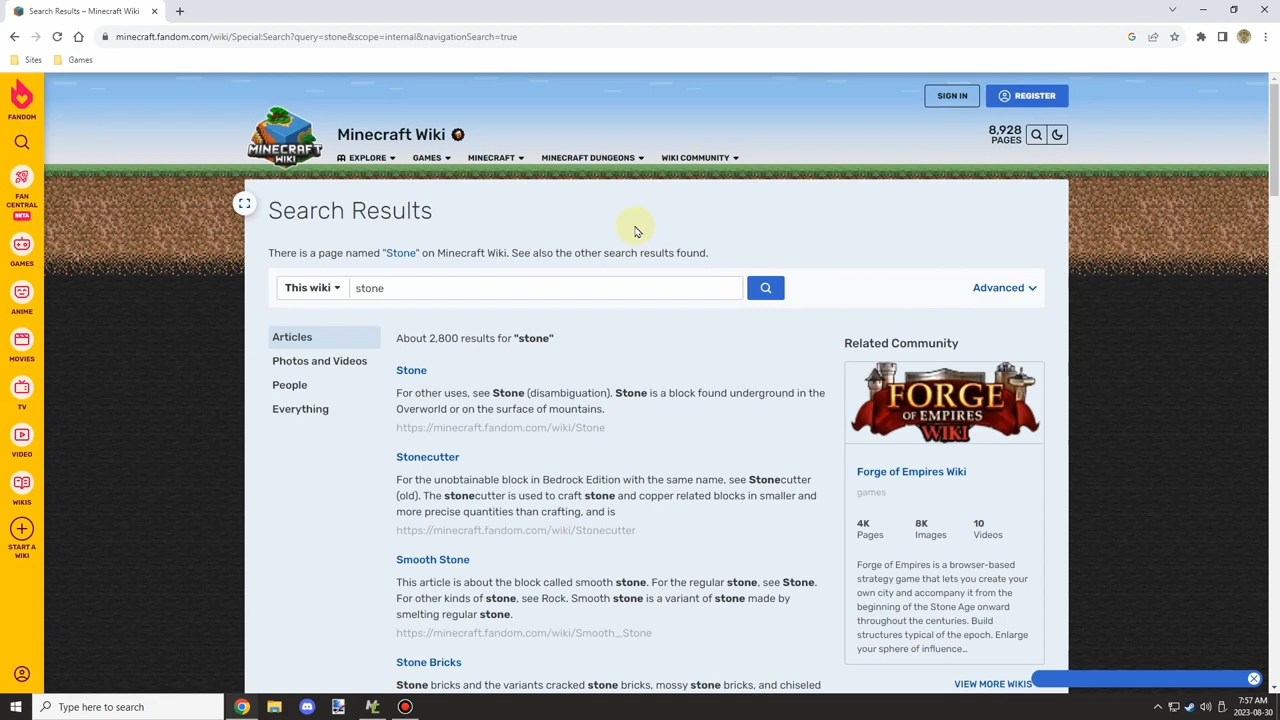 Search Results – Minecraft Wiki
minecraft.fandom.com/wiki/Special:Search?query=stone&scope=internal&navigationSearch=true
Sites
Games
FANDOM
FAN CENTRAL
BETA
GAMES
ANIME
MOVIES
TV
VIDEO
WIKIS
START A WIKI
SIGN IN
REGISTER
MINECRAFT
WIKI
Minecraft Wiki
8,928
PAGES
EXPLORE
GAMES
MINECRAFT
MINECRAFT DUNGEONS
WIKI COMMUNITY
Search Results
There is a page named "Stone" on Minecraft Wiki. See also the other search results found.
This wiki
stone
Advanced
Articles
Photos and Videos
People
Everything
About 2,800 results for "stone"
Stone
For other uses, see Stone (disambiguation). Stone is a block found underground in the
Overworld or on the surface of mountains.
https://minecraft.fandom.com/wiki/Stone
Stonecutter
For the unobtainable block in Bedrock Edition with the same name, see Stonecutter
(old). The stonecutter is used to craft stone and copper related blocks in smaller and
more precise quantities than crafting, and is
https://minecraft.fandom.com/wiki/Stonecutter
Smooth Stone
This article is about the block called smooth stone. For the regular stone, see Stone.
For other kinds of stone, see Rock. Smooth stone is a variant of stone made by
smelting regular stone.
https://minecraft.fandom.com/wiki/Smooth_Stone
Stone Bricks
Stone bricks and the variants cracked stone bricks, mossy stone bricks, and chiseled
Related Community
FORGE
OF EMPIRES
WIKI
Forge of Empires Wiki
games
4K
Pages
8K
Images
10
Videos
Forge of Empires is a browser-based
strategy game that lets you create your
own city and accompany it from the
beginning of the Stone Age onward
throughout the centuries. Build
structures typical of the epoch. Enlarge
your sphere of influence…
VIEW MORE WIKIS
Type here to search
7:57 AM
2023-08-30